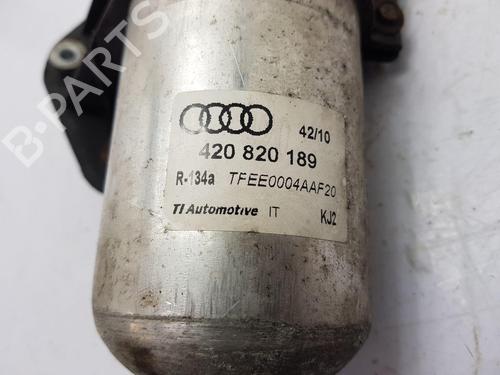 42/10
420 820 189
R-134a TFEE0004AAF20
TI Automotive IT KJ2
B-PARTS